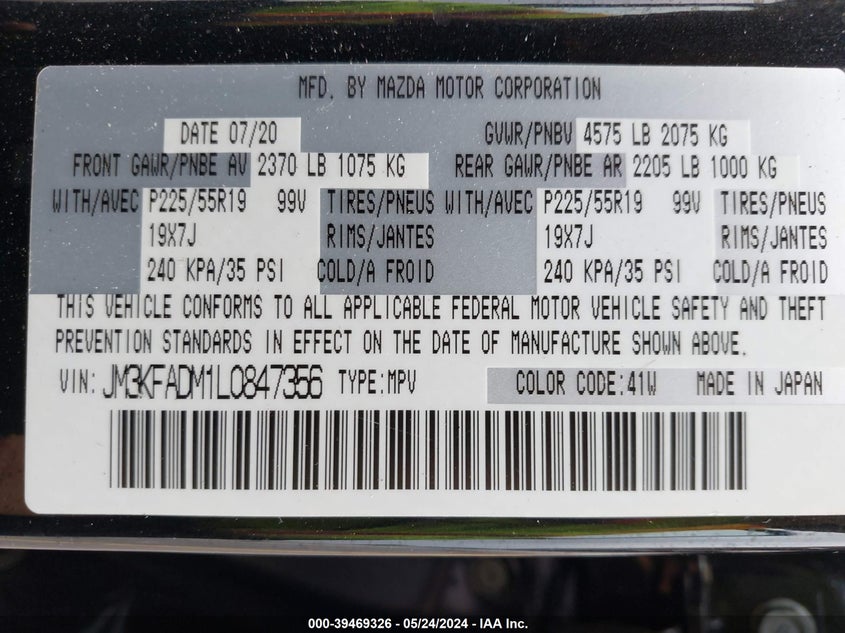 MFD. BY MAZDA MOTOR CORPORATION
DATE 07/20 GVWR/PNBV 4575 LB 2075 KG
FRONT GAWR/PNBE AV 2370 LB 1075 KG REAR GAWR/PNBE AR 2205 LB 1000 KG
WITH/AVEC P225/55R19 99V TIRES/PNEUS WITH/AVEC P225/55R19 99V TIRES/PNEUS
19X7J RIMS/JANTES 19X7J RIMS/JANTES
240 KPA/35 PSI COLD/A FROID 240 KPA/35 PSI COLD/A FROID
THIS VEHICLE CONFORMS TO ALL APPLICABLE FEDERAL MOTOR VEHICLE SAFETY AND THEFT
PREVENTION STANDARDS IN EFFECT ON THE DATE OF MANUFACTURE SHOWN ABOVE.
VIN: JM3KFADM1L0847356 TYPE:MPV COLOR CODE:41W MADE IN JAPAN
000-39469326 - 05/24/2024 - IAA Inc.